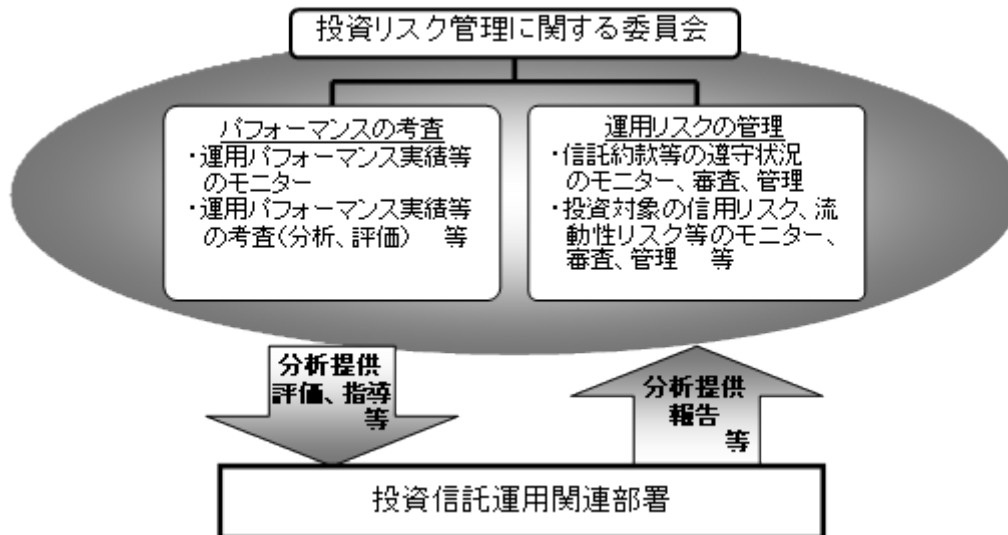 投資リスク管理に関する委員会
パフォーマンスの考査
・運用パフォーマンス実績等
のモニター
・運用パフォーマンス実績等
の考査(分析、評価) 等
運用リスクの管理
・信託約款等の遵守状況
のモニター、審査、管理
・投資対象の信用リスク、流
動性リスク等のモニター、
審査、管理 等
分析提供
評価、指導
等
分析提供
報告
等
投資信託運用関連部署